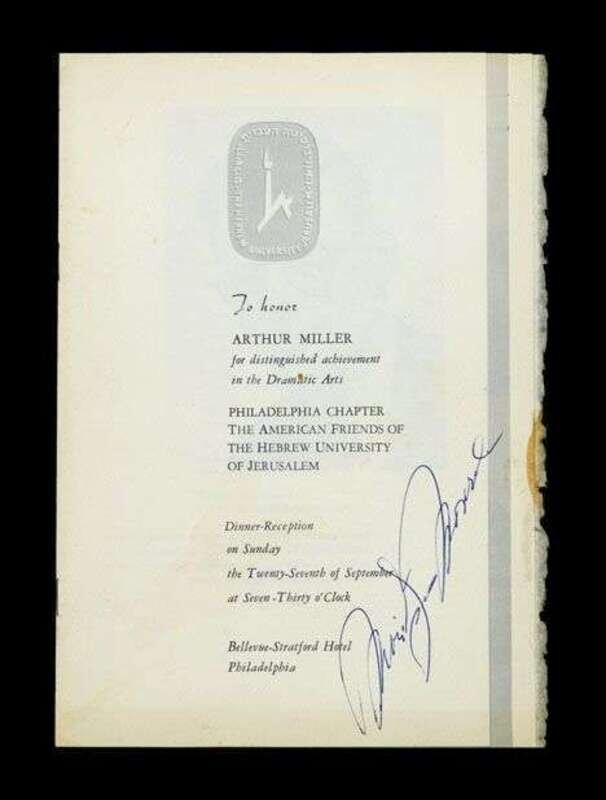 To honor
ARTHUR MILLER
for distinguished achievement
in the Dramatic Arts
PHILADELPHIA CHAPTER
THE AMERICAN FRIENDS OF
THE HEBREW UNIVERSITY
OF JERUSALEM
Dinner-Reception
on Sunday
the Twenty-Seventh of September
at Seven-Thirty o'Clock
Bellevue-Stratford Hotel
Philadelphia
Marilyn Monroe